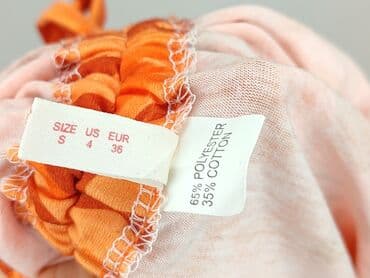 SIZE US EUR
S 4 36
65% POLYESTER
35% COTTON